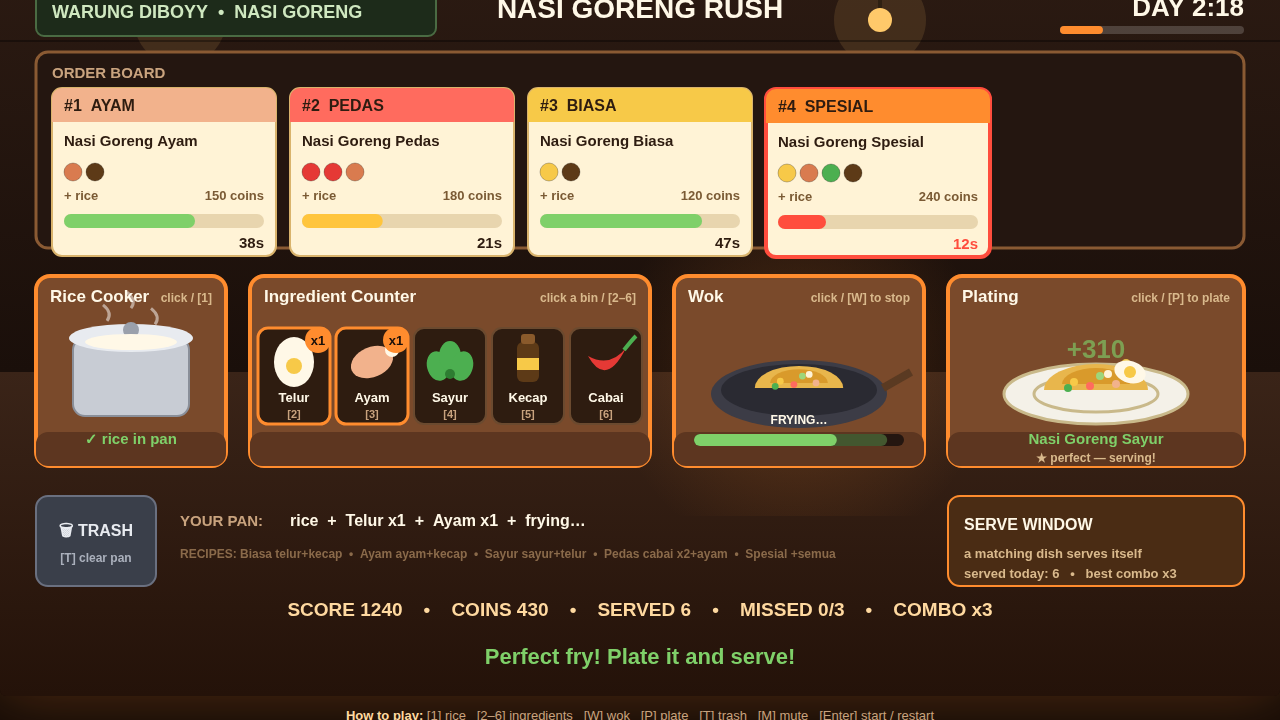 WARUNG DIBOYY • NASI GORENG
NASI GORENG RUSH
DAY 2:18
ORDER BOARD
#1 AYAM
Nasi Goreng Ayam
+ rice 150 coins
38s
#2 PEDAS
Nasi Goreng Pedas
+ rice 180 coins
21s
#3 BIASA
Nasi Goreng Biasa
+ rice 120 coins
47s
#4 SPESIAL
Nasi Goreng Spesial
+ rice 240 coins
12s
Rice Cooker click / [1]
✓ rice in pan
Ingredient Counter click a bin / [2–6]
x1
Telur
[2]
x1
Ayam
[3]
Sayur
[4]
Kecap
[5]
Cabai
[6]
Wok click / [W] to stop
FRYING…
Plating click / [P] to plate
+310
Nasi Goreng Sayur
★ perfect — serving!
TRASH
[T] clear pan
YOUR PAN: rice + Telur x1 + Ayam x1 + frying…
RECIPES: Biasa telur+kecap • Ayam ayam+kecap • Sayur sayur+telur • Pedas cabai x2+ayam • Spesial +semua
SERVE WINDOW
a matching dish serves itself
served today: 6 • best combo x3
SCORE 1240 • COINS 430 • SERVED 6 • MISSED 0/3 • COMBO x3
Perfect fry! Plate it and serve!
How to play: [1] rice [2–6] ingredients [W] wok [P] plate [T] trash [M] mute [Enter] start / restart